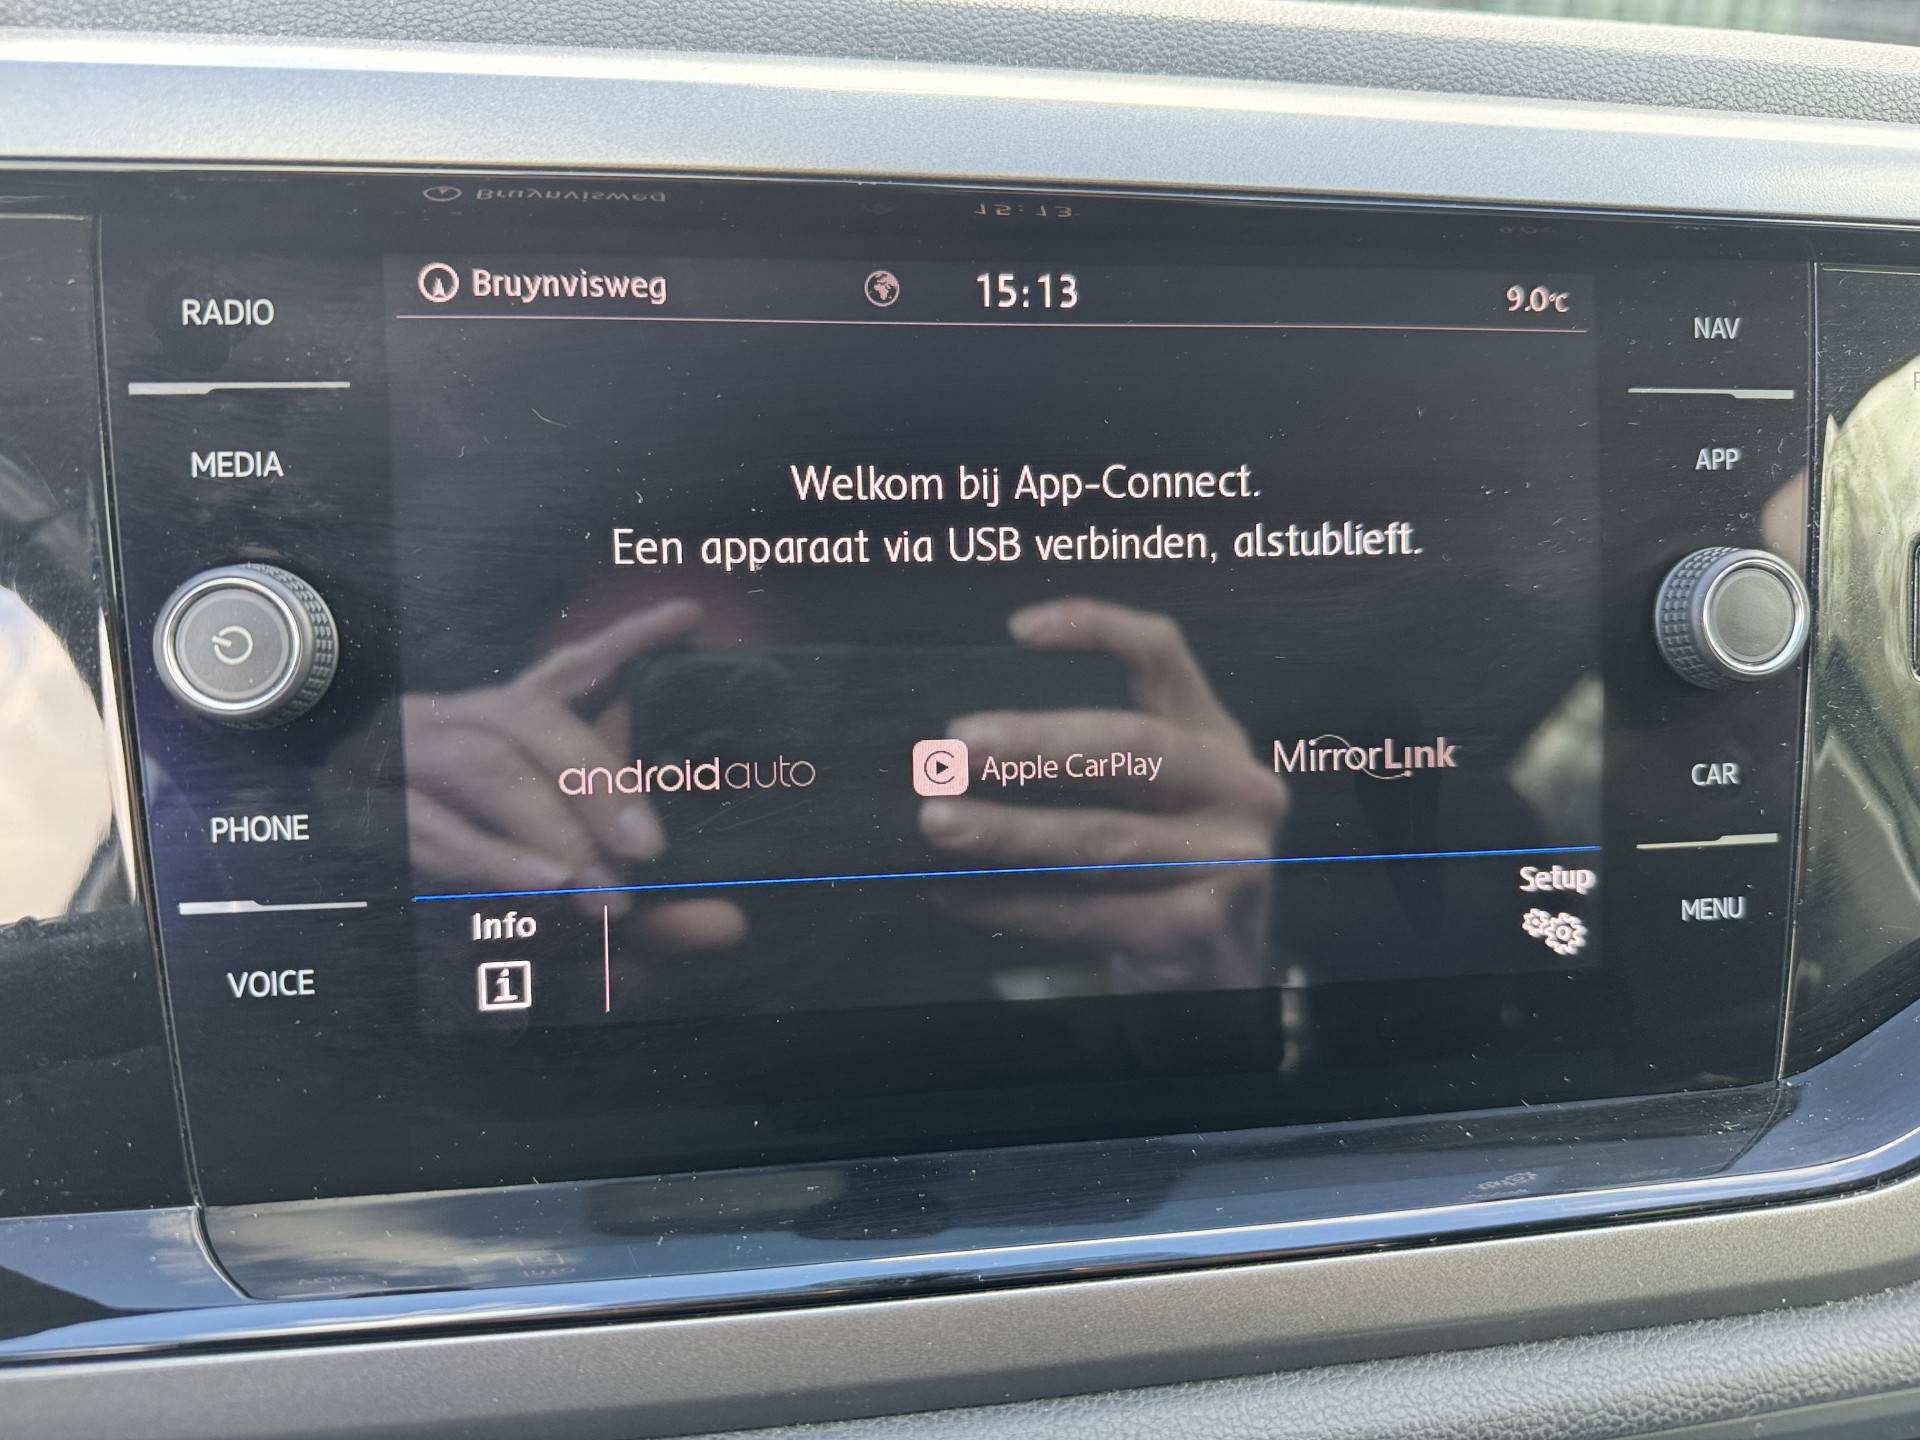 Bruynvisweg 15:13 9.0°C
RADIO
MEDIA
PHONE
VOICE
Welkom bij App-Connect.
Een apparaat via USB verbinden, alstublieft.
androidauto Apple CarPlay MirrorLink
Info
Setup
NAV
APP
CAR
MENU